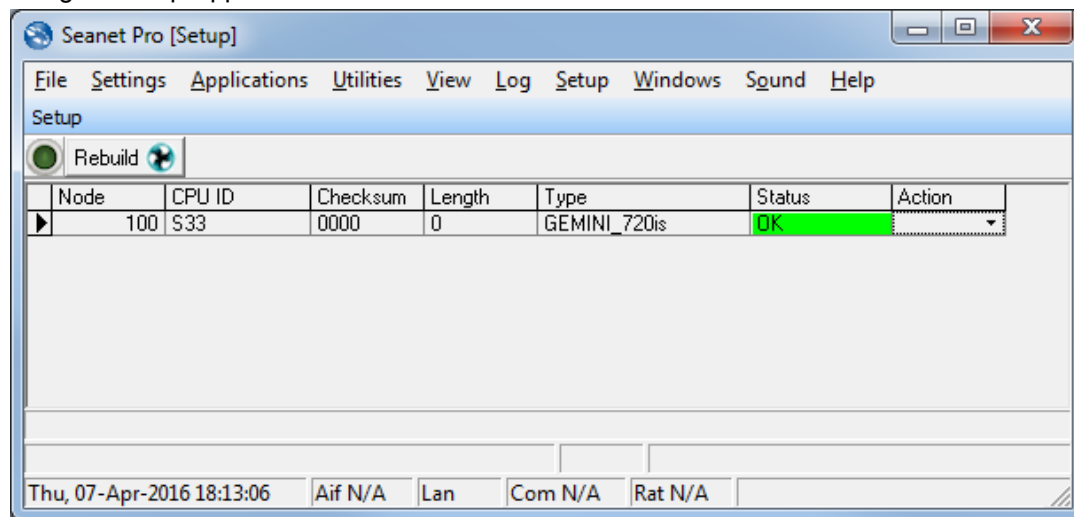 Seanet Pro [Setup]
File Settings Applications Utilities View Log Setup Windows Sound Help
Setup
Rebuild
Node CPU ID Checksum Length Type Status Action
100 S33 0000 0 GEMINI_720is OK
Thu, 07-Apr-2016 18:13:06 Aif N/A Lan Com N/A Rat N/A